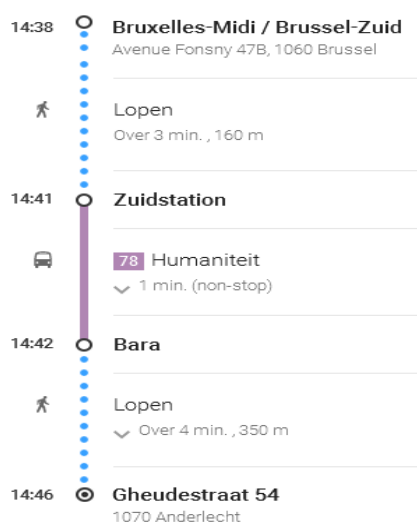 14:38 Bruxelles-Midi / Brussel-Zuid
Avenue Fonsny 47B, 1060 Brussel
Lopen
Over 3 min. , 160 m
14:41 Zuidstation
78 Humaniteit
1 min. (non-stop)
14:42 Bara
Lopen
Over 4 min. , 350 m
14:46 Gheudestraat 54
1070 Anderlecht